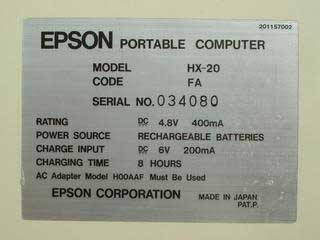 201157002
EPSON PORTABLE COMPUTER
MODEL HX-20
CODE FA
SERIAL NO. 034080
RATING DC 4.8V 400mA
POWER SOURCE RECHARGEABLE BATTERIES
CHARGE INPUT DC 6V 200mA
CHARGING TIME 8 HOURS
AC Adapter Model H00AAF Must Be Used
EPSON CORPORATION MADE IN JAPAN
PAT.P.